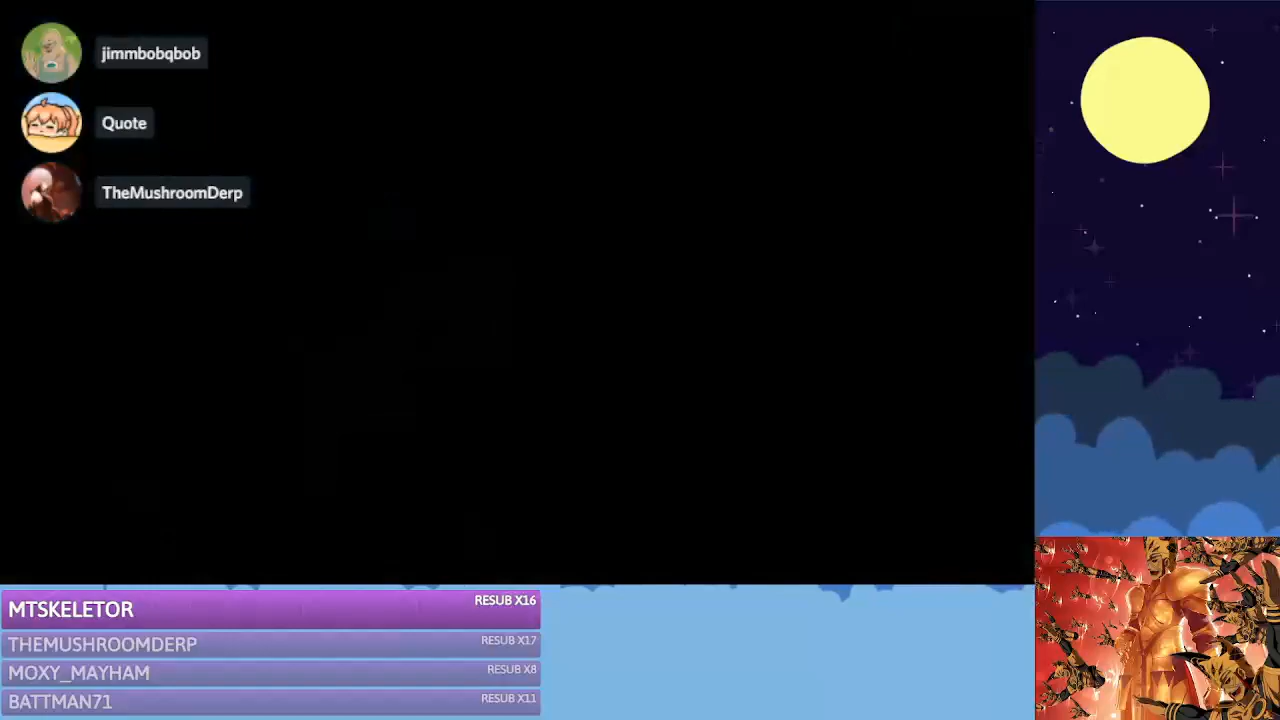 jimmbobqbob
Quote
TheMushroomDerp
MTSKELETOR RESUB X16
THEMUSHROOMDERP RESUB X17
MOXY_MAYHAM RESUB X8
BATTMAN71 RESUB X11